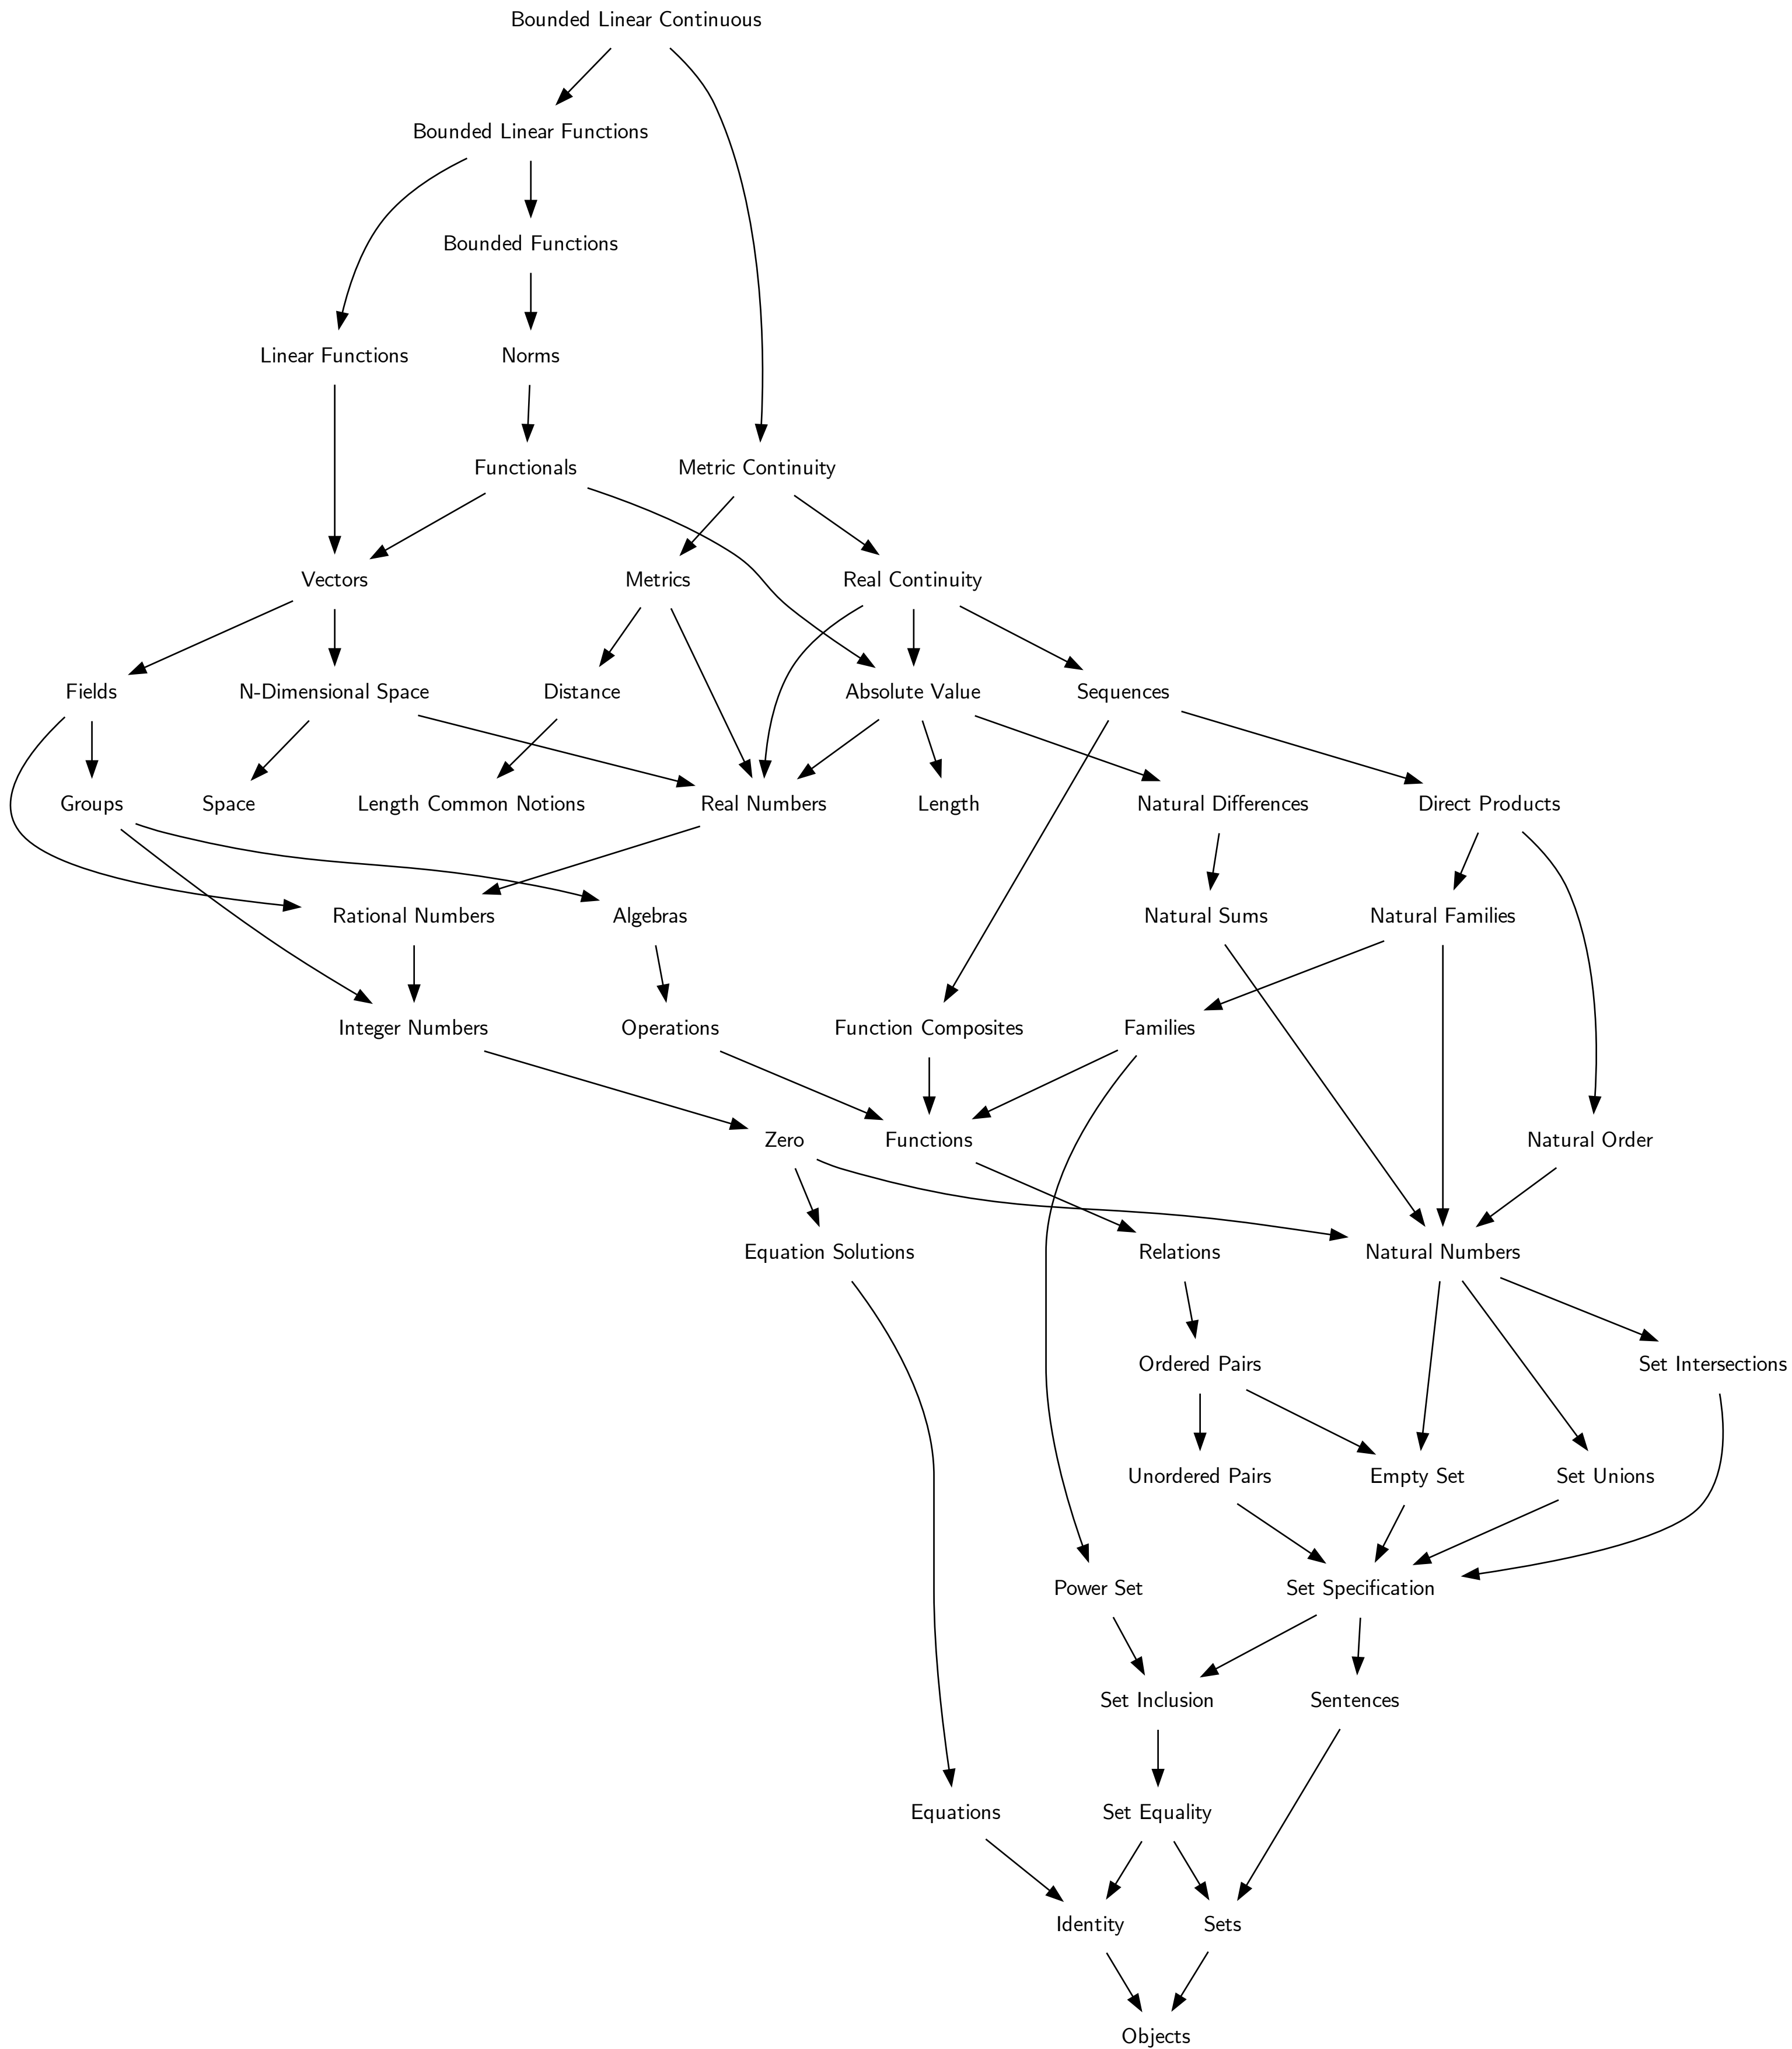 Bounded Linear Continuous
Bounded Linear Functions
Bounded Functions
Linear Functions
Norms
Functionals
Metric Continuity
Vectors
Metrics
Real Continuity
Fields
N-Dimensional Space
Distance
Absolute Value
Sequences
Groups
Space
Length Common Notions
Real Numbers
Length
Natural Differences
Direct Products
Rational Numbers
Algebras
Natural Sums
Natural Families
Integer Numbers
Operations
Function Composites
Families
Zero
Functions
Natural Order
Equation Solutions
Relations
Natural Numbers
Ordered Pairs
Set Intersections
Unordered Pairs
Empty Set
Set Unions
Power Set
Set Specification
Set Inclusion
Sentences
Equations
Set Equality
Identity
Sets
Objects